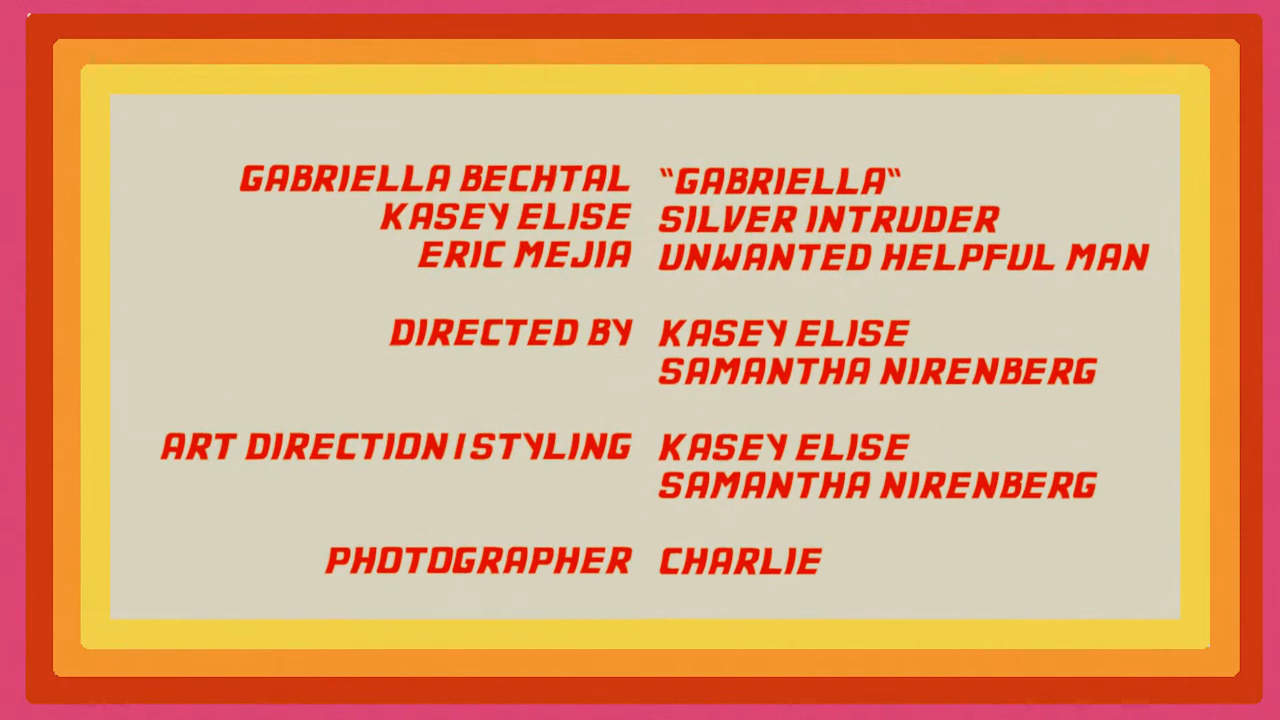 GABRIELLA BECHTAL "GABRIELLA"
KASEY ELISE SILVER INTRUDER
ERIC MEJIA UNWANTED HELPFUL MAN
DIRECTED BY KASEY ELISE
SAMANTHA NIRENBERG
ART DIRECTION / STYLING KASEY ELISE
SAMANTHA NIRENBERG
PHOTOGRAPHER CHARLIE